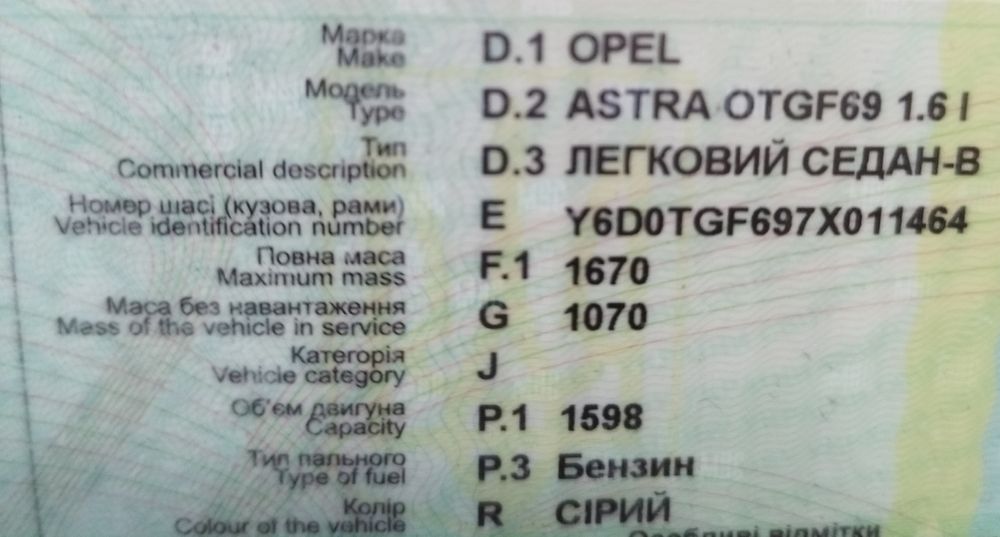 Марка
Make D.1 OPEL
Модель
Type D.2 ASTRA OTGF69 1.6 I
Тип
Commercial description D.3 ЛЕГКОВИЙ СЕДАН-В
Номер шасі (кузова, рами)
Vehicle identification number E Y6D0TGF697X011464
Повна маса
Maximum mass F.1 1670
Маса без навантаження
Mass of the vehicle in service G 1070
Категорія
Vehicle category J
Об'єм двигуна
Capacity P.1 1598
Тип пального
Type of fuel P.3 Бензин
Колір
Colour of the vehicle R СІРИЙ
Особливі відмітки